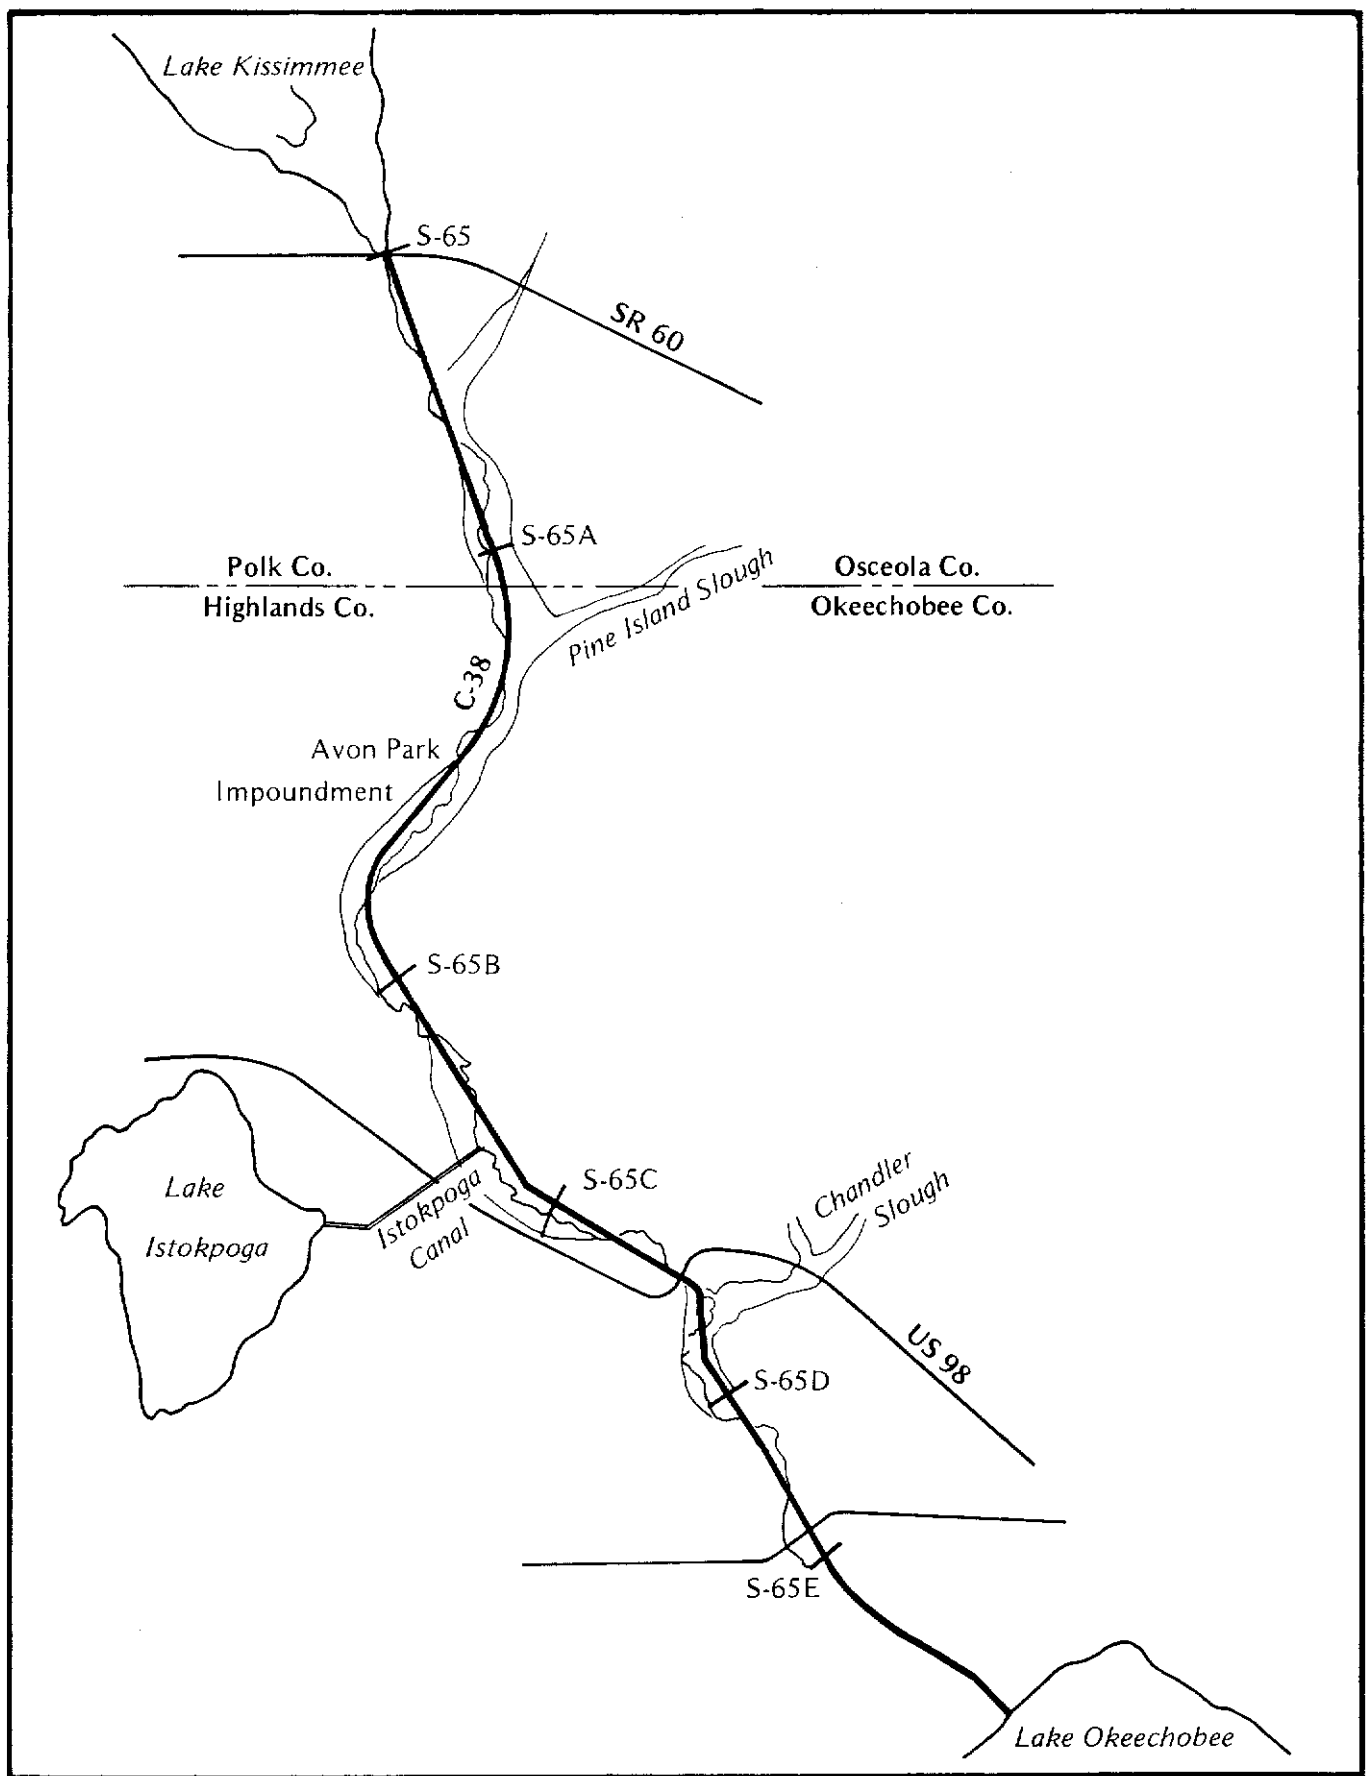 Lake Kissimmee
S-65
SR 60
S-65A
Polk Co.
Highlands Co.
Osceola Co.
Okeechobee Co.
Pine Island Slough
C-38
Avon Park
Impoundment
S-65B
Lake
Istokpoga
Istokpoga
Canal
S-65C
Chandler
Slough
US 98
S-65D
S-65E
Lake Okeechobee